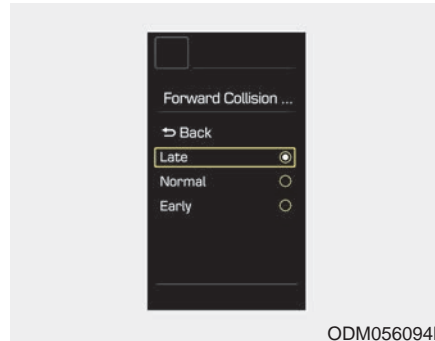 Forward Collision ...
Back
Late
Normal
Early
ODM056094